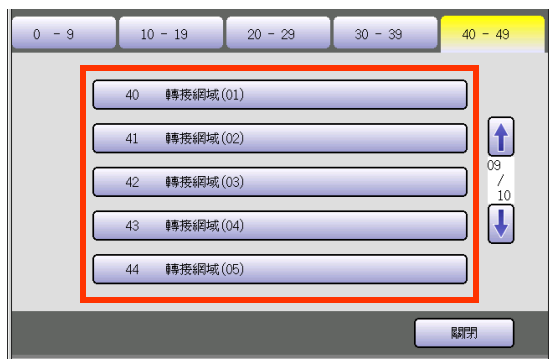 0 - 9 10 - 19 20 - 29 30 - 39 40 - 49
40 轉接網域(01)
41 轉接網域(02)
42 轉接網域(03)
43 轉接網域(04)
44 轉接網域(05)
09
/
10
關閉